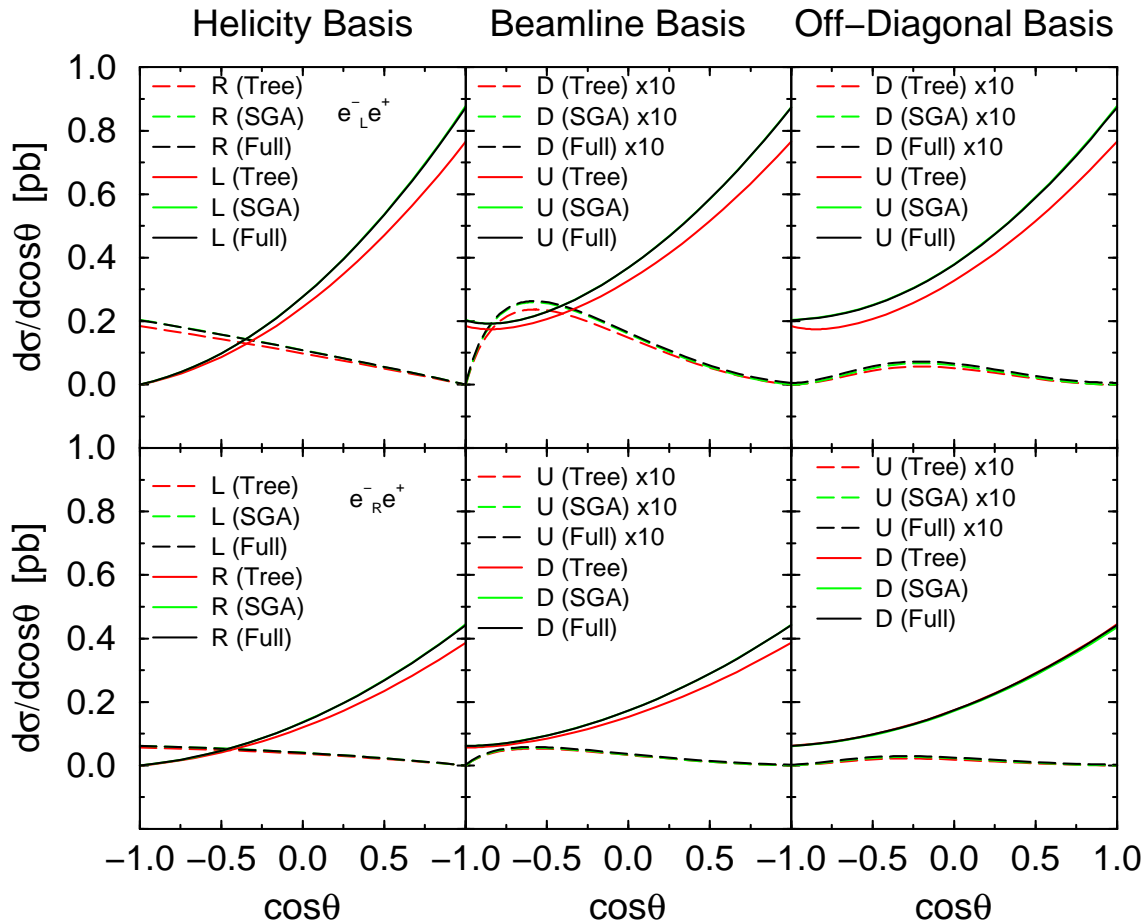 Helicity Basis Beamline Basis Off−Diagonal Basis
1.0
0.8
0.6
0.4
0.2
0.0
dσ/dcosθ [pb]
R (Tree)
R (SGA)
R (Full)
L (Tree)
L (SGA)
L (Full)
e⁻Le⁺
D (Tree) x10
D (SGA) x10
D (Full) x10
U (Tree)
U (SGA)
U (Full)
D (Tree) x10
D (SGA) x10
D (Full) x10
U (Tree)
U (SGA)
U (Full)
1.0
0.8
0.6
0.4
0.2
0.0
dσ/dcosθ [pb]
L (Tree)
L (SGA)
L (Full)
R (Tree)
R (SGA)
R (Full)
e⁻Re⁺
U (Tree) x10
U (SGA) x10
U (Full) x10
D (Tree)
D (SGA)
D (Full)
U (Tree) x10
U (SGA) x10
U (Full) x10
D (Tree)
D (SGA)
D (Full)
−1.0 −0.5 0.0 0.5 −1.0 −0.5 0.0 0.5 −1.0 −0.5 0.0 0.5 1.0
cosθ cosθ cosθ